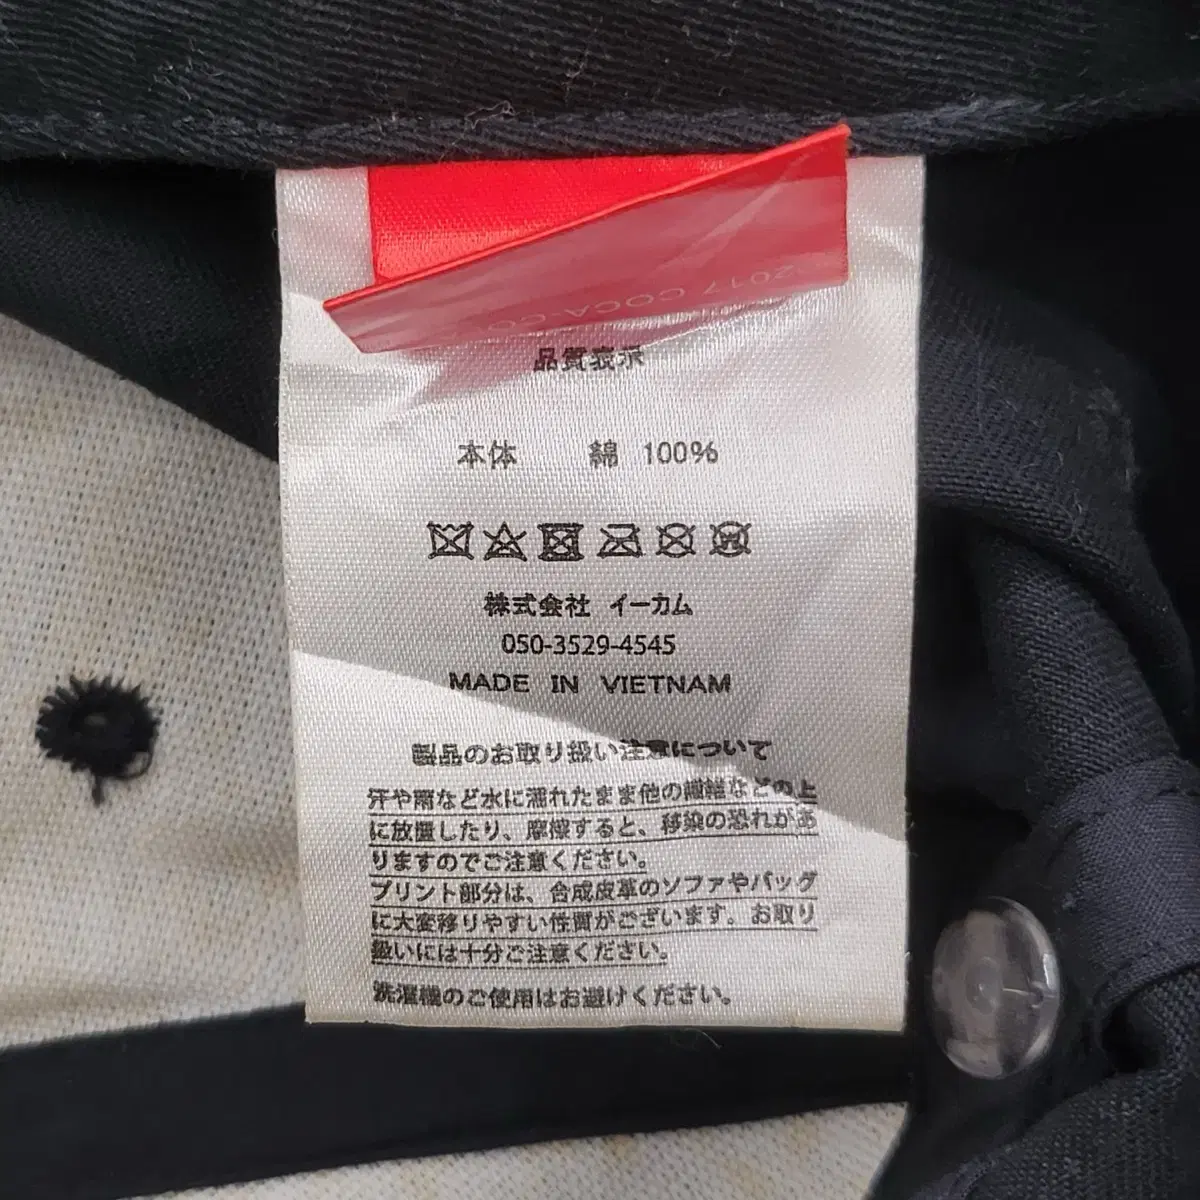 2017 COCA-CO
品質表示
本体 綿 100%
株式会社 イーカム
050-3529-4545
MADE IN VIETNAM
製品のお取り扱い注意について
汗や雨など水に濡れたまま他の繊維などの上
に放置したり、摩擦すると、移染の恐れがあ
りますのでご注意ください。
プリント部分は、合成皮革のソファやバッグ
に大変移りやすい性質がございます。お取り
扱いには十分ご注意ください。
洗濯機のご使用はお避けください。